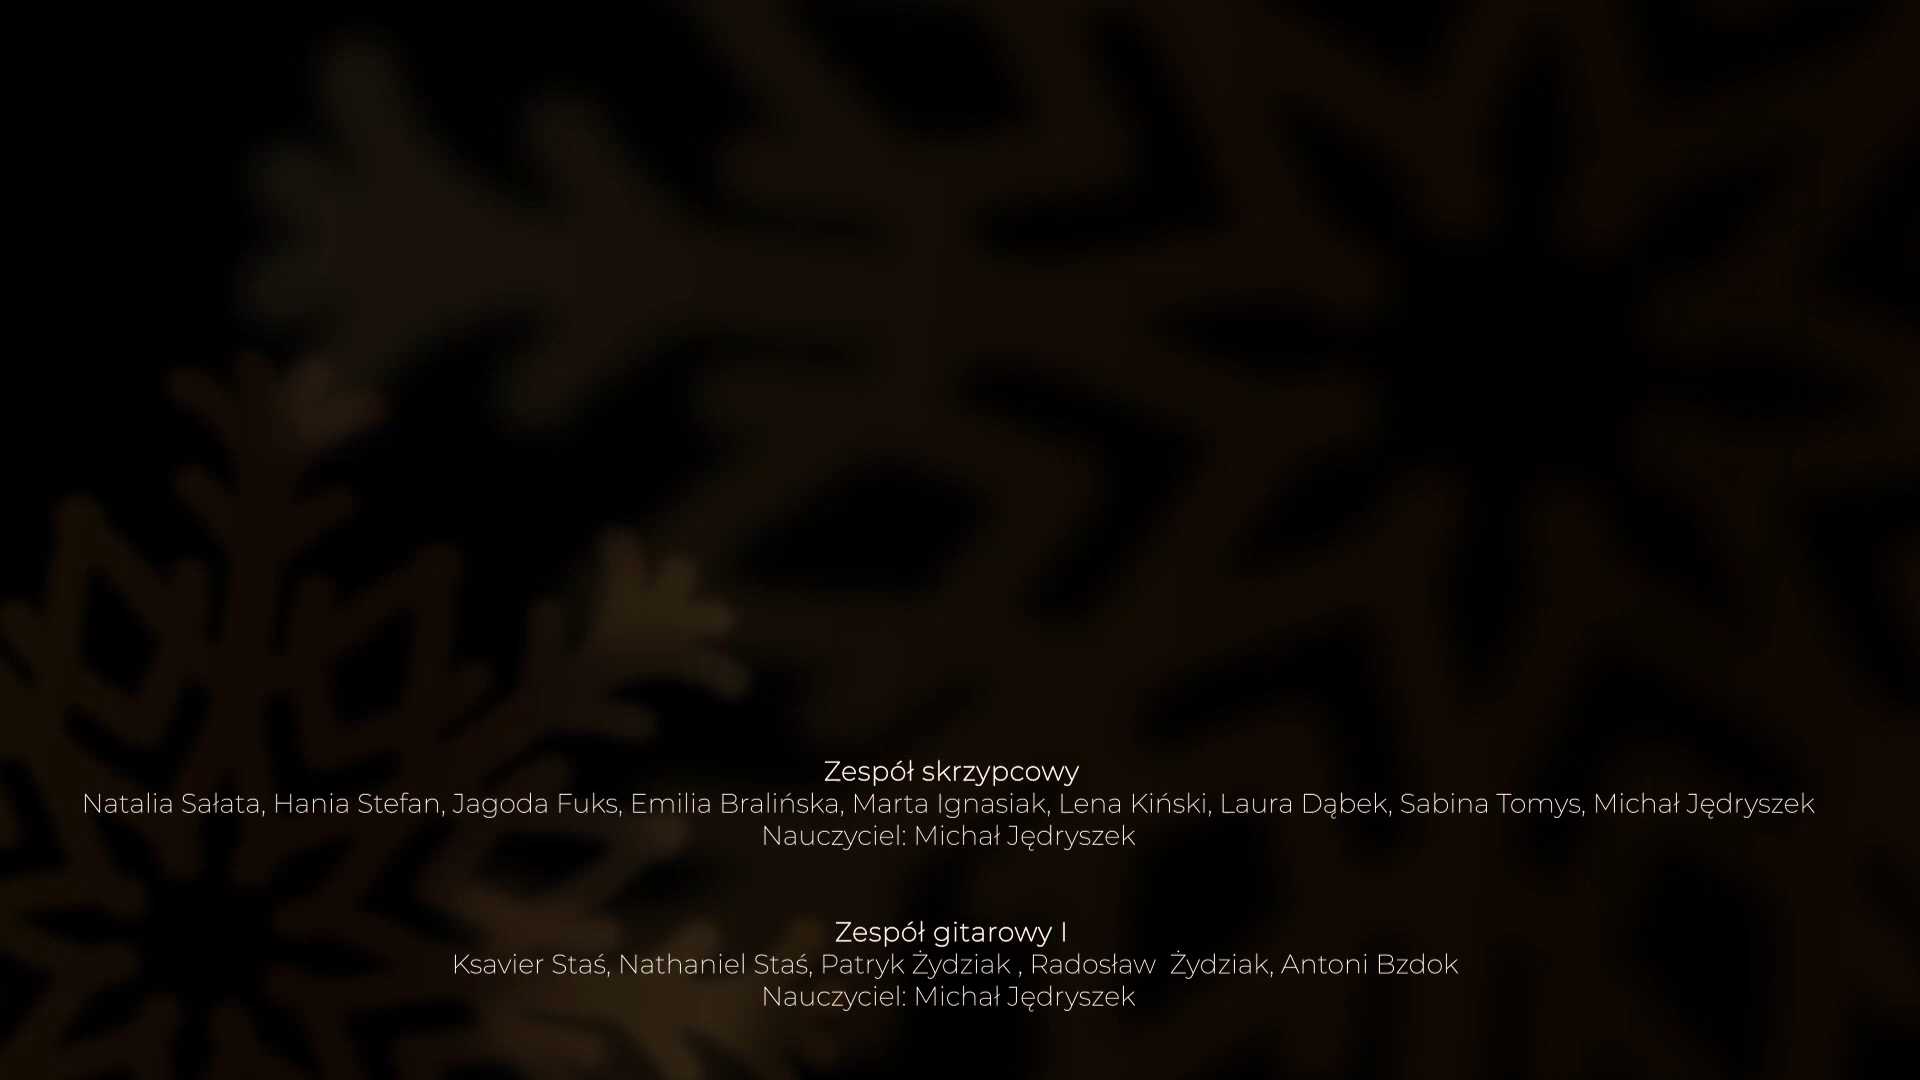 Zespół skrzypcowy
Natalia Sałata, Hania Stefan, Jagoda Fuks, Emilia Bralińska, Marta Ignasiak, Lena Kiński, Laura Dąbek, Sabina Tomys, Michał Jędryszek
Nauczyciel: Michał Jędryszek
Zespół gitarowy I
Ksavier Staś, Nathaniel Staś, Patryk Żydziak , Radosław  Żydziak, Antoni Bzdok
Nauczyciel: Michał Jędryszek